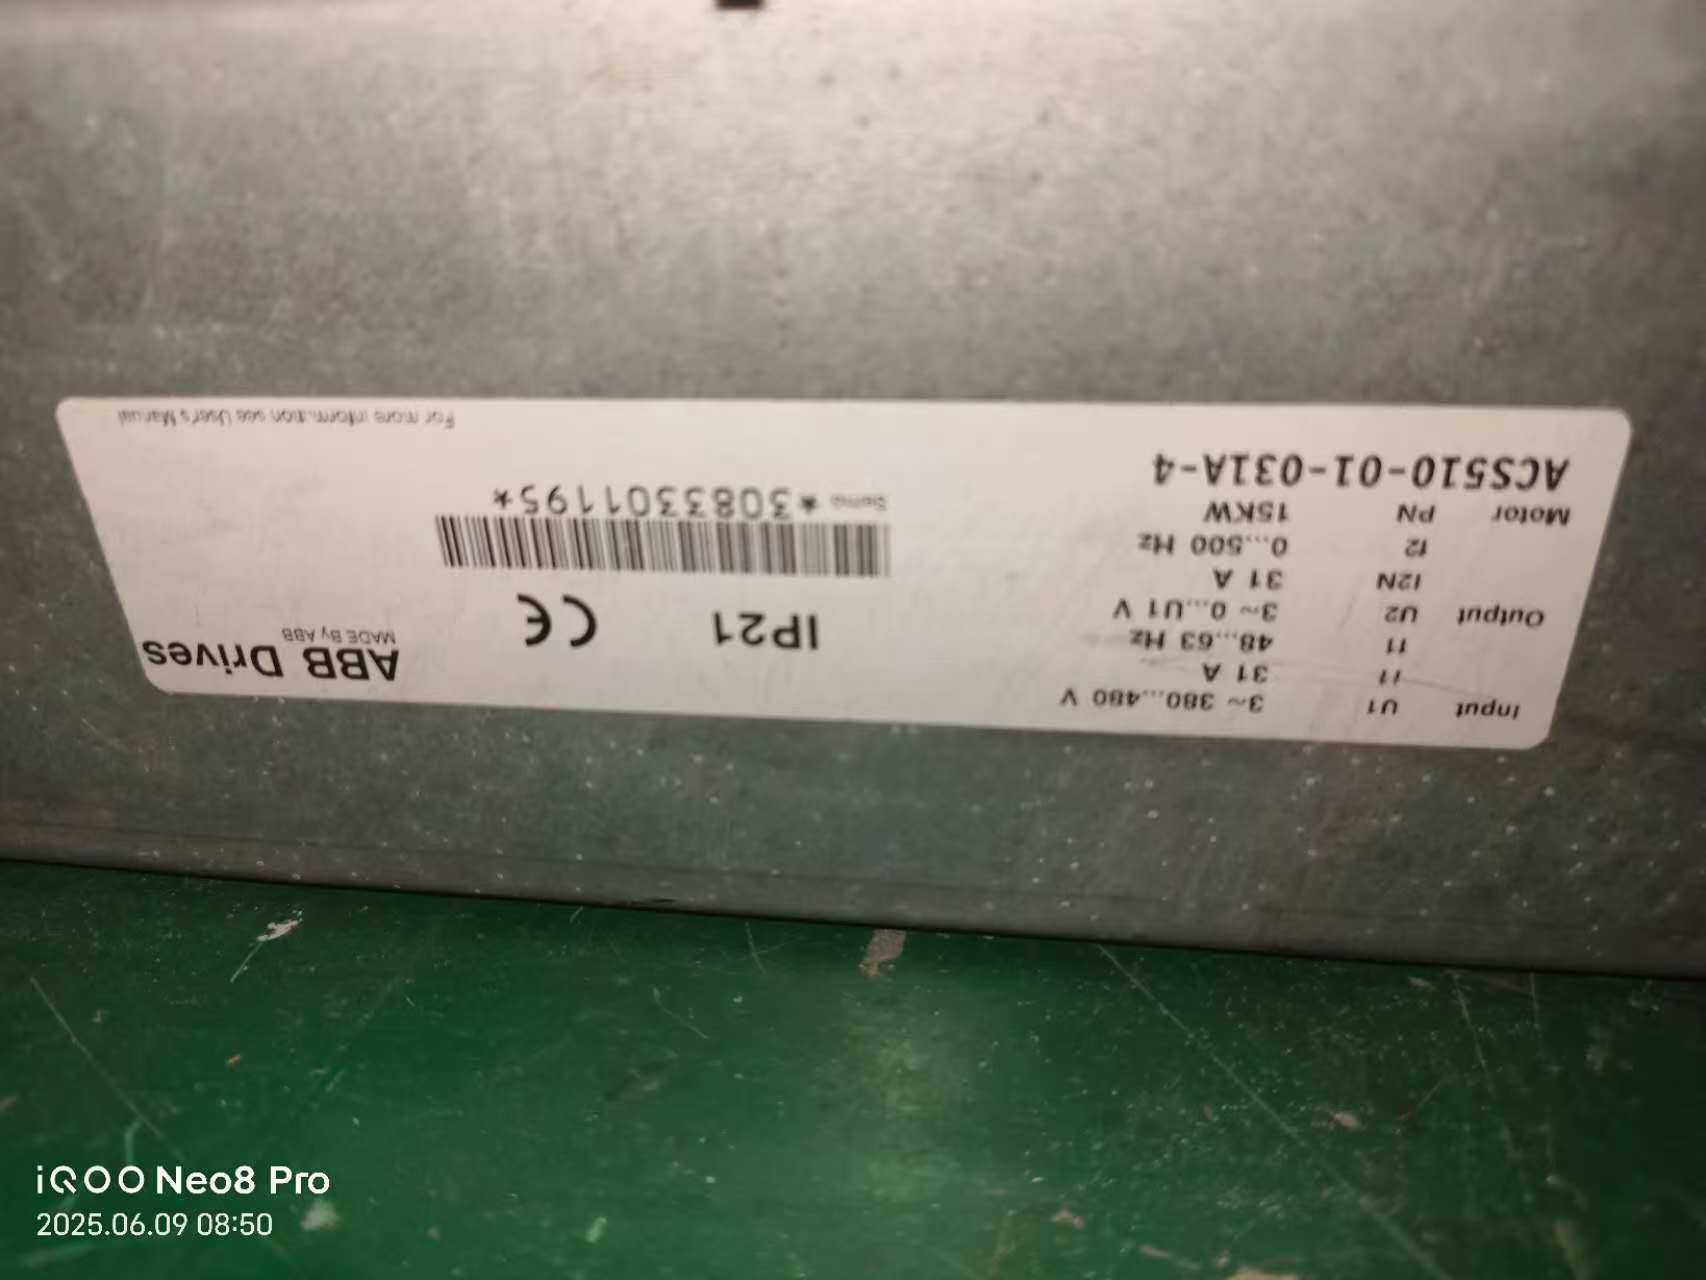 ABB Drives
MADE By ABB
IP21
CE
*3083301195*
For more information see User's Manual
Input U1 3~ 380...480 V
I1 31 A
f1 48...63 Hz
Output U2 3~ 0...U1 V
I2N 31 A
f2 0...500 Hz
Motor PN 15KW
ACS510-01-031A-4
iQOO Neo8 Pro
2025.06.09 08:50